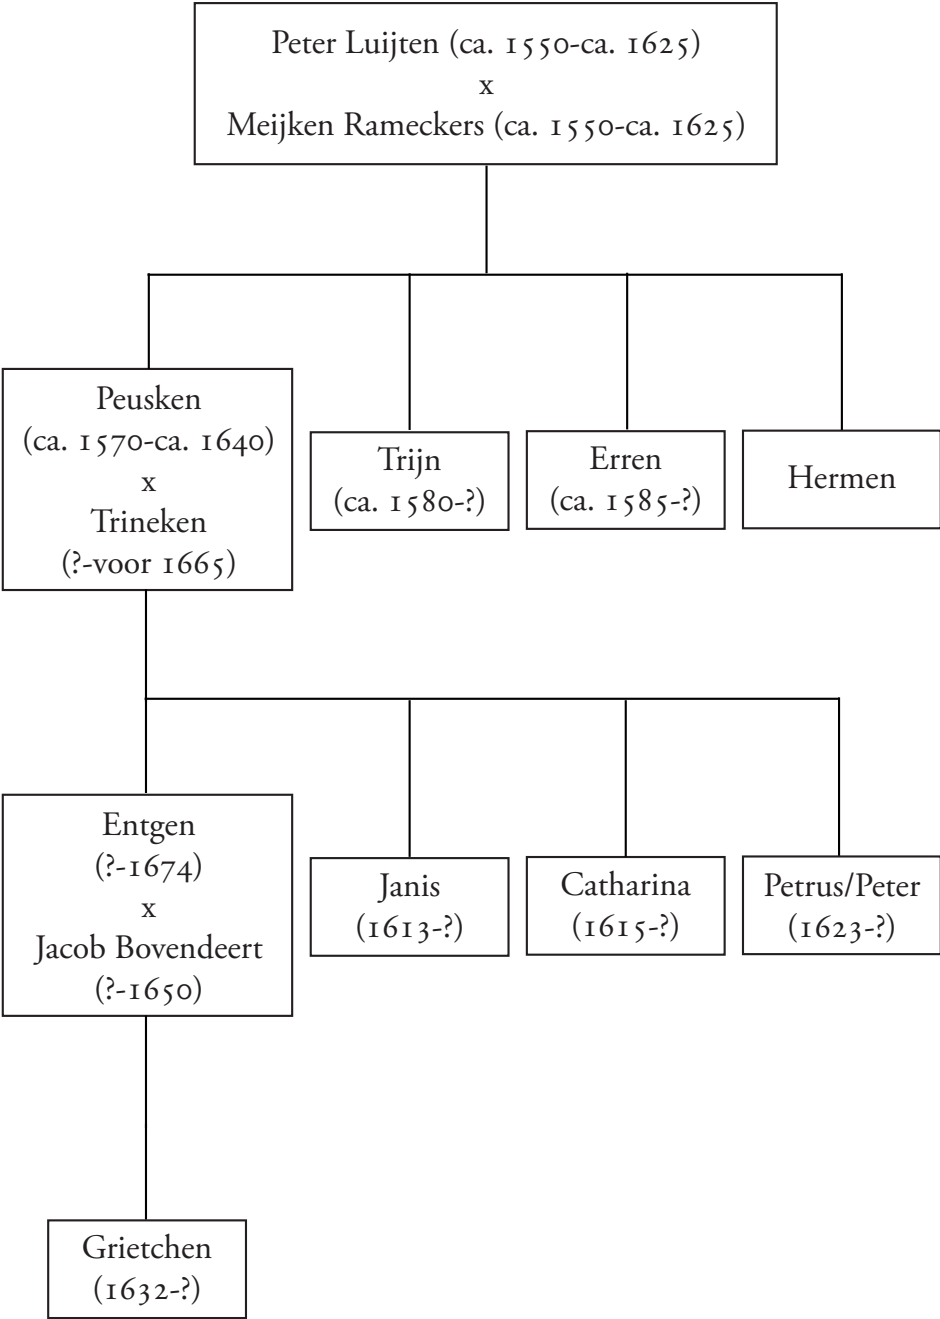 Peter Luijten (ca. 1550-ca. 1625)
x
Meijken Rameckers (ca. 1550-ca. 1625)
Peusken
(ca. 1570-ca. 1640)
x
Trineken
(?-voor 1665)
Trijn
(ca. 1580-?)
Erren
(ca. 1585-?)
Hermen
Entgen
(?-1674)
x
Jacob Bovendeert
(?-1650)
Janis
(1613-?)
Catharina
(1615-?)
Petrus/Peter
(1623-?)
Grietchen
(1632-?)